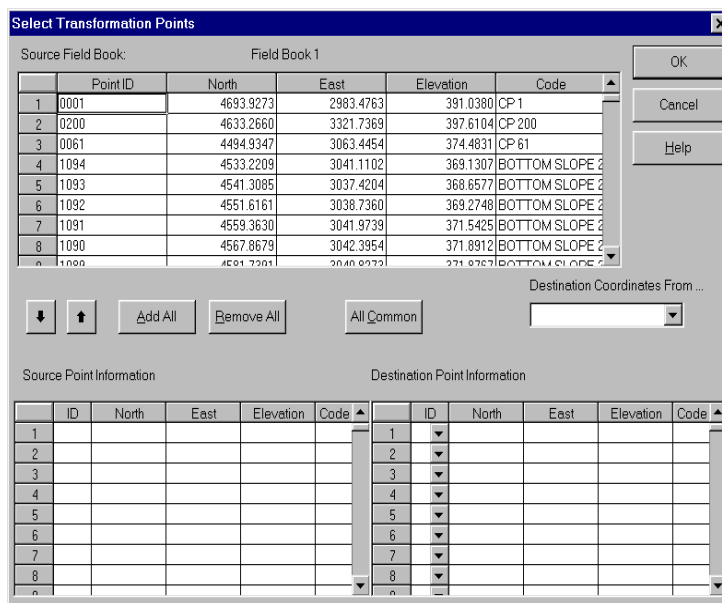 Select Transformation Points
Source Field Book: Field Book 1
OK
Cancel
Help
Point ID North East Elevation Code
1 0001 4693.9273 2983.4763 391.0380 CP 1
2 0200 4633.2660 3321.7369 397.6104 CP 200
3 0061 4494.9347 3063.4454 374.4831 CP 61
4 1094 4533.2209 3041.1102 369.1307 BOTTOM SLOPE 2
5 1093 4541.3085 3037.4204 368.6577 BOTTOM SLOPE 2
6 1092 4551.6161 3038.7360 369.2748 BOTTOM SLOPE 2
7 1091 4559.3630 3041.9739 371.5425 BOTTOM SLOPE 2
8 1090 4567.8679 3042.3954 371.8912 BOTTOM SLOPE 2
Destination Coordinates From ...
Add All Remove All All Common
Source Point Information Destination Point Information
ID North East Elevation Code ID North East Elevation Code
1 1
2 2
3 3
4 4
5 5
6 6
7 7
8 8